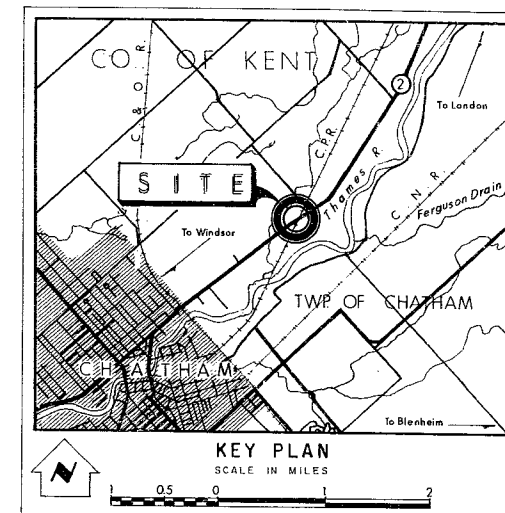 CO. OF KENT
C & O R.
2
To London
C.P.R.
Thames R.
C. N. R.
Ferguson Drain
SITE
To Windsor
TWP. OF CHATHAM
CHATHAM
To Blenheim
N
KEY PLAN
SCALE IN MILES
1 0.5 0 1 2